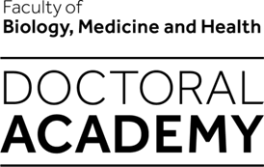 Faculty of
Biology, Medicine and Health
DOCTORAL
ACADEMY